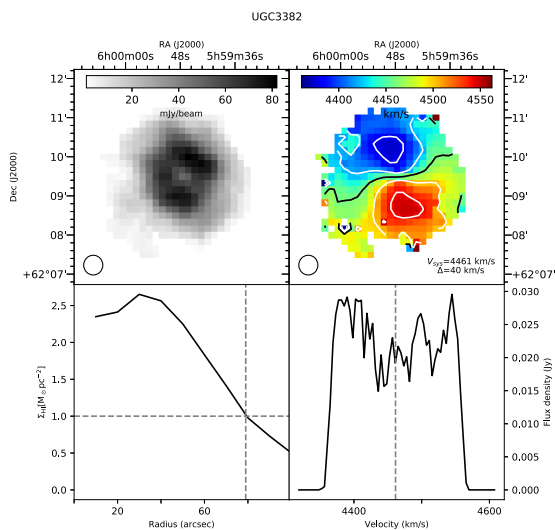 UGC3382
RA (J2000)
RA (J2000)
6h00m00s 48s 5h59m36s
6h00m00s 48s 5h59m36s
12'
12'
20 40 60 80
4400 4450 4500 4550
mJy/beam
km/s
11'
11'
Dec (J2000)
10'
10'
09'
09'
08'
08'
+62°07'
+62°07'
V_sys=4461 km/s
Δ=40 km/s
2.5
2.0
1.5
1.0
0.5
0.0
Σ_HI[M_⊙ pc⁻²]
0.030
0.025
0.020
0.015
0.010
0.005
0.000
Flux density (Jy)
20 60
4400 4600
Radius (arcsec)
Velocity (km/s)